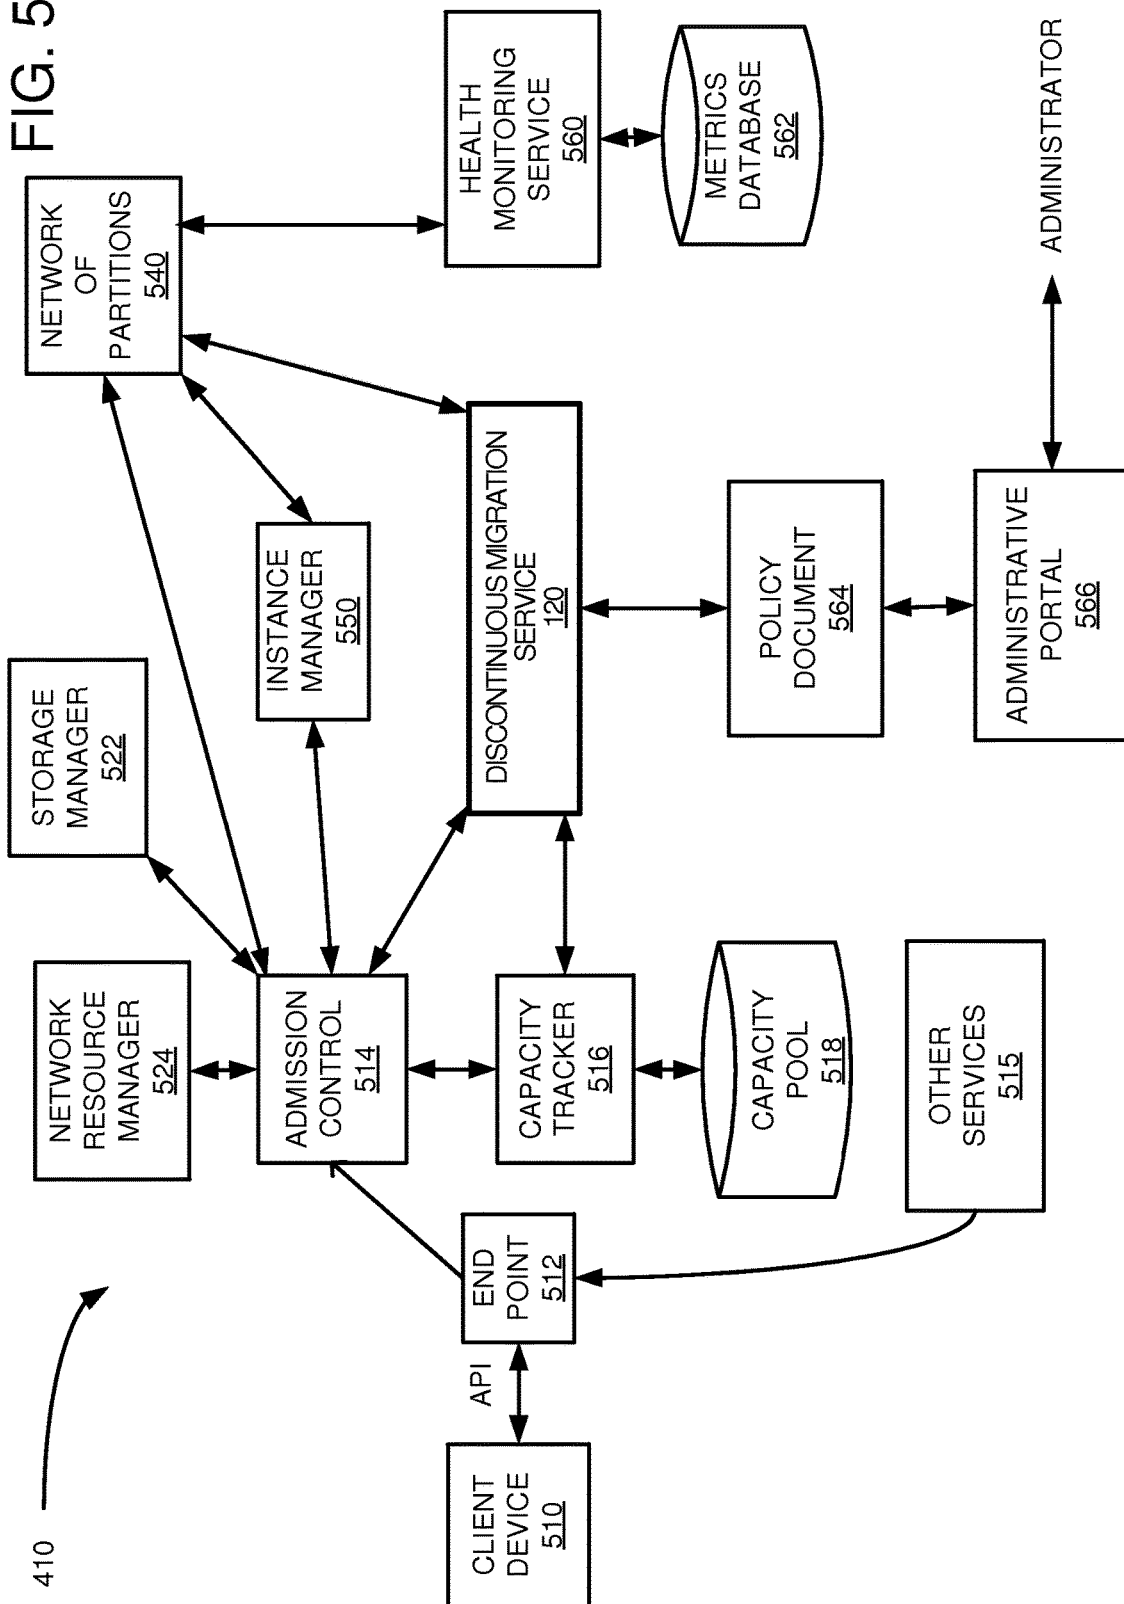 FIG. 5
410
NETWORK
RESOURCE
MANAGER
524
STORAGE
MANAGER
522
NETWORK
OF
PARTITIONS
540
ADMISSION
CONTROL
514
INSTANCE
MANAGER
550
HEALTH
MONITORING
SERVICE
560
CLIENT
DEVICE
510
API
END
POINT
512
CAPACITY
TRACKER
516
DISCONTINUOUS MIGRATION
SERVICE
120
METRICS
DATABASE
562
CAPACITY
POOL
518
POLICY
DOCUMENT
564
OTHER
SERVICES
515
ADMINISTRATIVE
PORTAL
566
ADMINISTRATOR